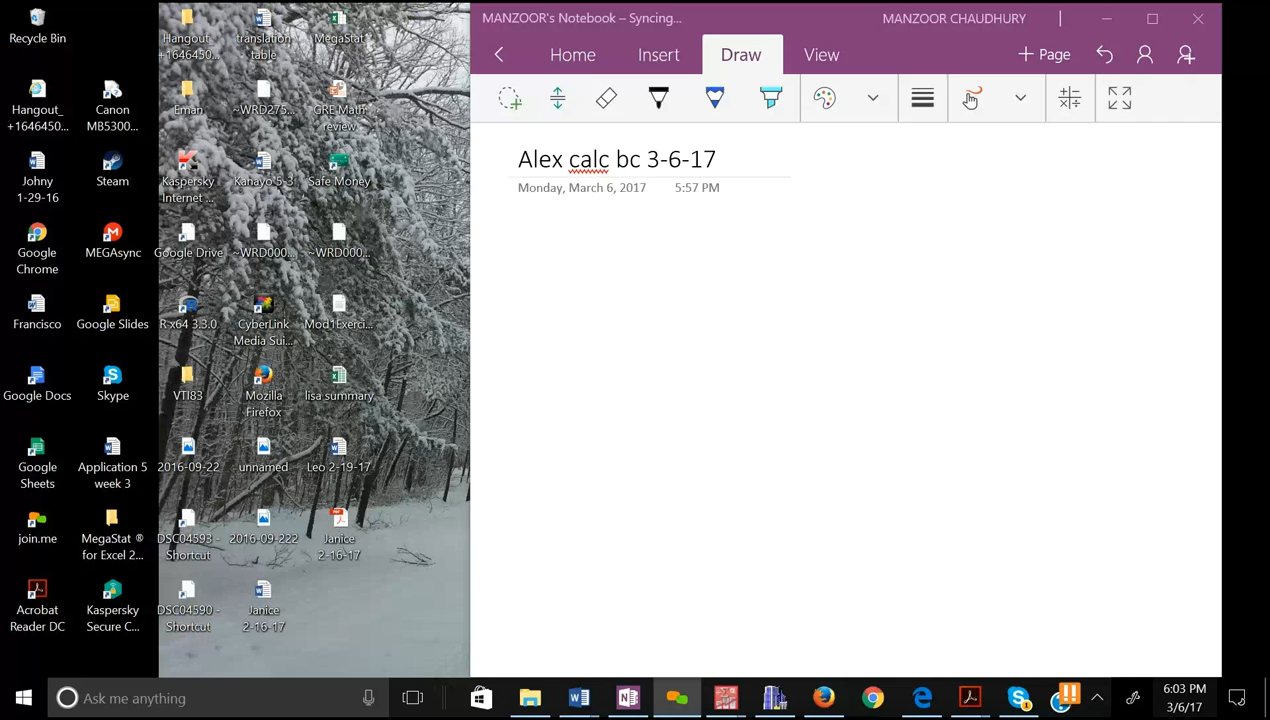 Recycle Bin
Hangout_
+1646450...
translation
table
MegaStat
MANZOOR's Notebook – Syncing...
MANZOOR CHAUDHURY
Home
Insert
Draw
View
+ Page
Hangout_
+1646450...
Canon
MB5300...
Eman
~WRD275...
GRE Math
review
Alex calc bc 3-6-17
Monday, March 6, 2017
5:57 PM
Johny
1-29-16
Steam
Kaspersky
Internet ...
Kanayo 5-3
Safe Money
Google
Chrome
MEGAsync
Google Drive
~WRD000...
~WRD000...
Francisco
Google Slides
R x64 3.3.0
CyberLink
Media Sui...
Mod1Exerci...
Google Docs
Skype
VTI83
Mozilla
Firefox
lisa summary
Google
Sheets
Application 5
week 3
2016-09-22
unnamed
Leo 2-19-17
join.me
MegaStat ®
for Excel 2...
DSC04593 -
Shortcut
2016-09-222
Janice
2-16-17
Acrobat
Reader DC
Kaspersky
Secure C...
DSC04590 -
Shortcut
Janice
2-16-17
Ask me anything
6:03 PM
3/6/17